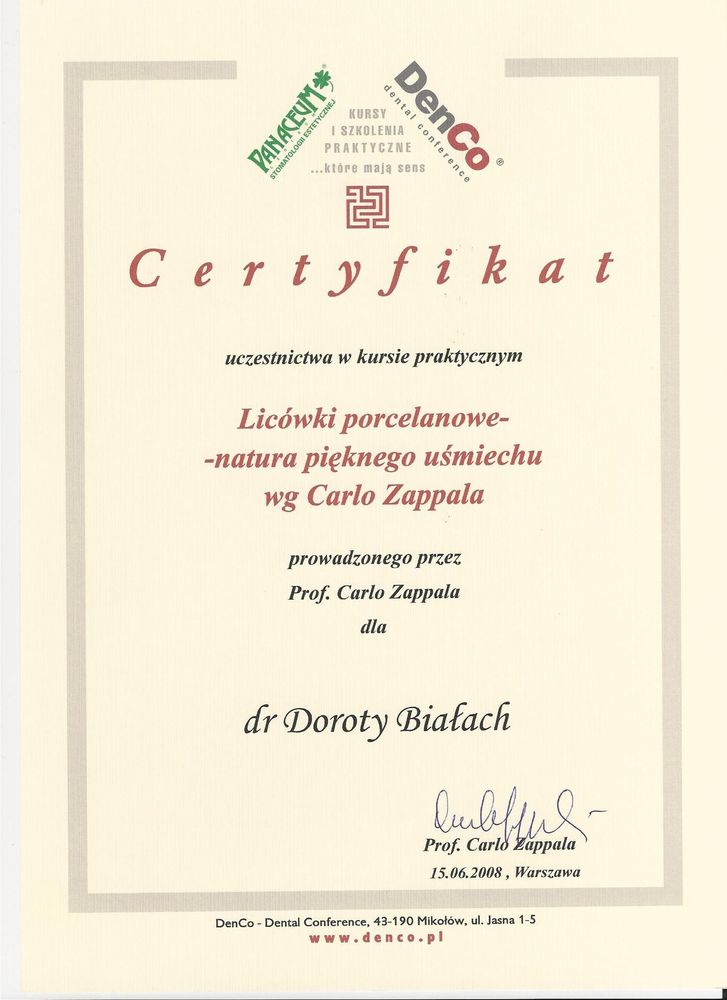 PANACEUM
STOMATOLOGII ESTETYCZNEJ
KURSY
I SZKOLENIA
PRAKTYCZNE
...które mają sens
DenCo
dental conference
Certyfikat
uczestnictwa w kursie praktycznym
Licówki porcelanowe-
-natura pięknego uśmiechu
wg Carlo Zappala
prowadzonego przez
Prof. Carlo Zappala
dla
dr Doroty Białach
Prof. Carlo Zappala
15.06.2008 , Warszawa
DenCo - Dental Conference, 43-190 Mikołów, ul. Jasna 1-5
www.denco.pl